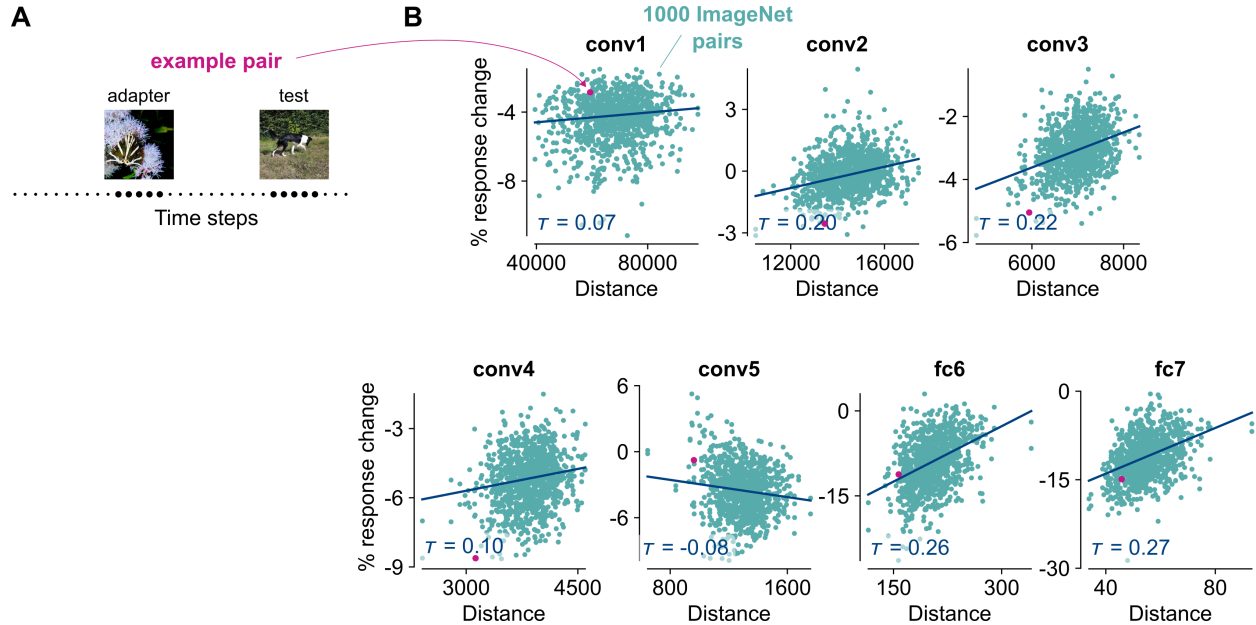 A
example pair
adapter
test
Time steps
B
1000 ImageNet
pairs
% response change
conv1
-4
-8
τ = 0.07
40000 80000
Distance
conv2
3
0
-3
τ = 0.20
12000 16000
Distance
conv3
-2
-4
-6
τ = 0.22
6000 8000
Distance
% response change
conv4
-3
-6
-9
τ = 0.10
3000 4500
Distance
conv5
6
0
-6
τ = -0.08
800 1600
Distance
fc6
0
-15
τ = 0.26
150 300
Distance
fc7
0
-15
-30
τ = 0.27
40 80
Distance